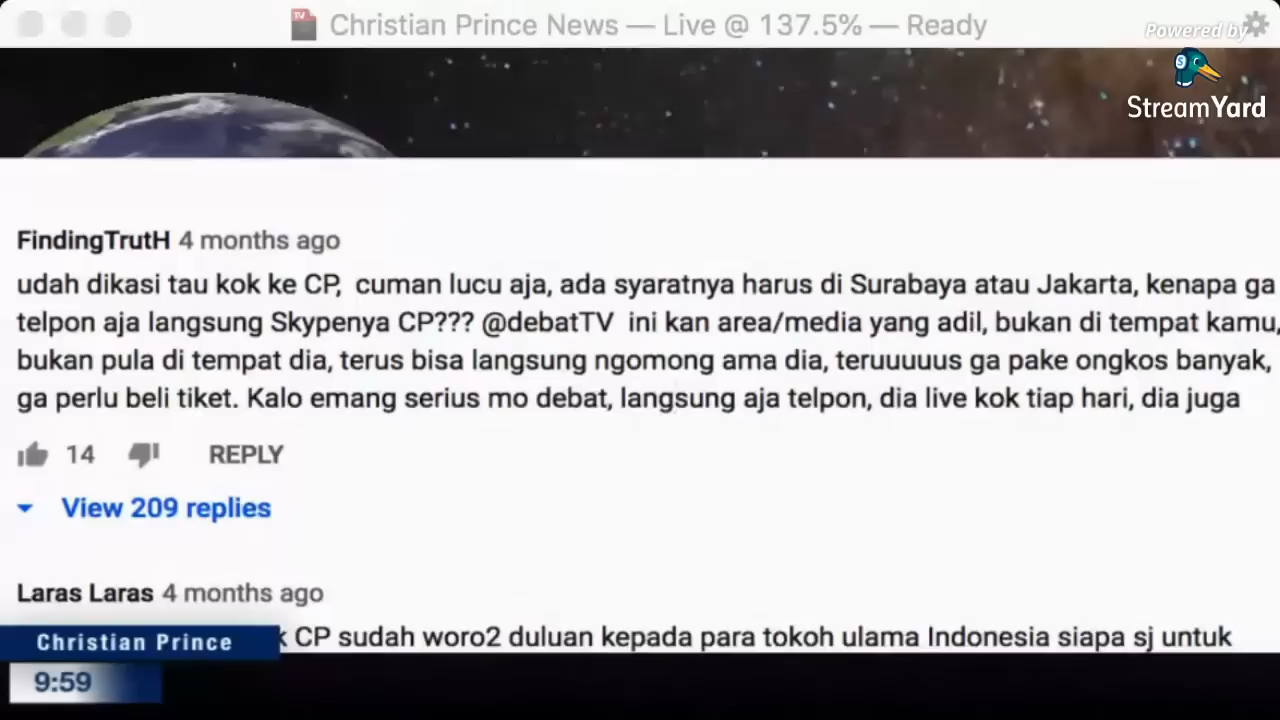 Christian Prince News — Live @ 137.5% — Ready
Powered by
StreamYard
FindingTrutH 4 months ago
udah dikasi tau kok ke CP, cuman lucu aja, ada syaratnya harus di Surabaya atau Jakarta, kenapa ga
telpon aja langsung Skypenya CP??? @debatTV ini kan area/media yang adil, bukan di tempat kamu,
bukan pula di tempat dia, terus bisa langsung ngomong ama dia, teruuuuus ga pake ongkos banyak,
ga perlu beli tiket. Kalo emang serius mo debat, langsung aja telpon, dia live kok tiap hari, dia juga
14 REPLY
View 209 replies
Laras Laras 4 months ago
CP sudah woro2 duluan kepada para tokoh ulama Indonesia siapa sj untuk
Christian Prince
9:59